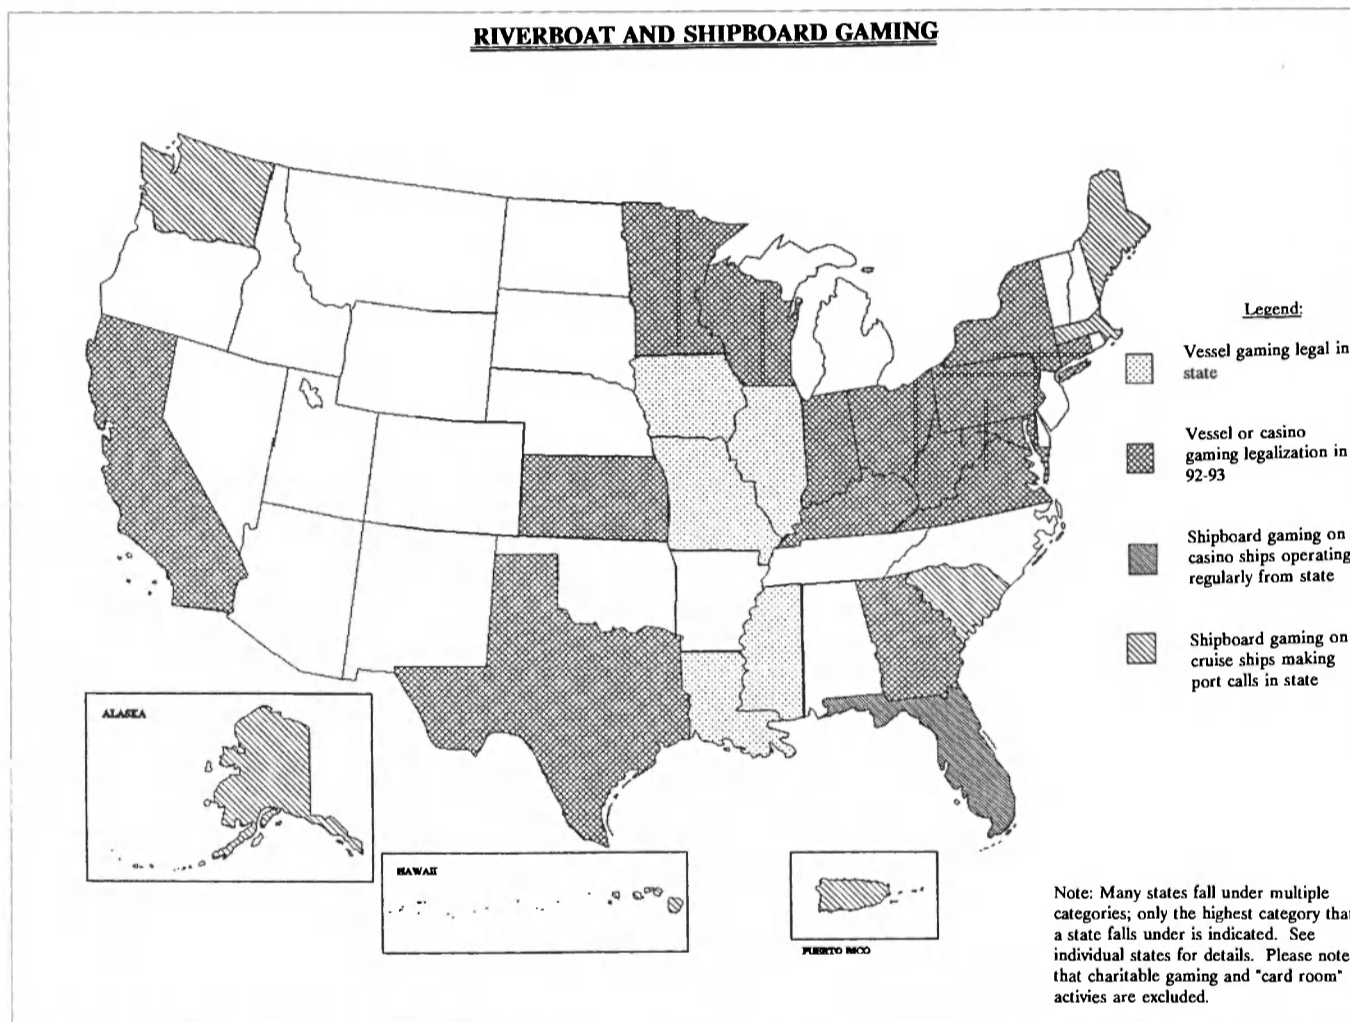 RIVERBOAT AND SHIPBOARD GAMING
Legend:
Vessel gaming legal in
state
Vessel or casino
gaming legalization in
92-93
Shipboard gaming on
casino ships operating
regularly from state
Shipboard gaming on
cruise ships making
port calls in state
ALASKA
HAWAII
PUERTO RICO
Note: Many states fall under multiple
categories; only the highest category that
a state falls under is indicated. See
individual states for details. Please note
that charitable gaming and "card room"
activies are excluded.